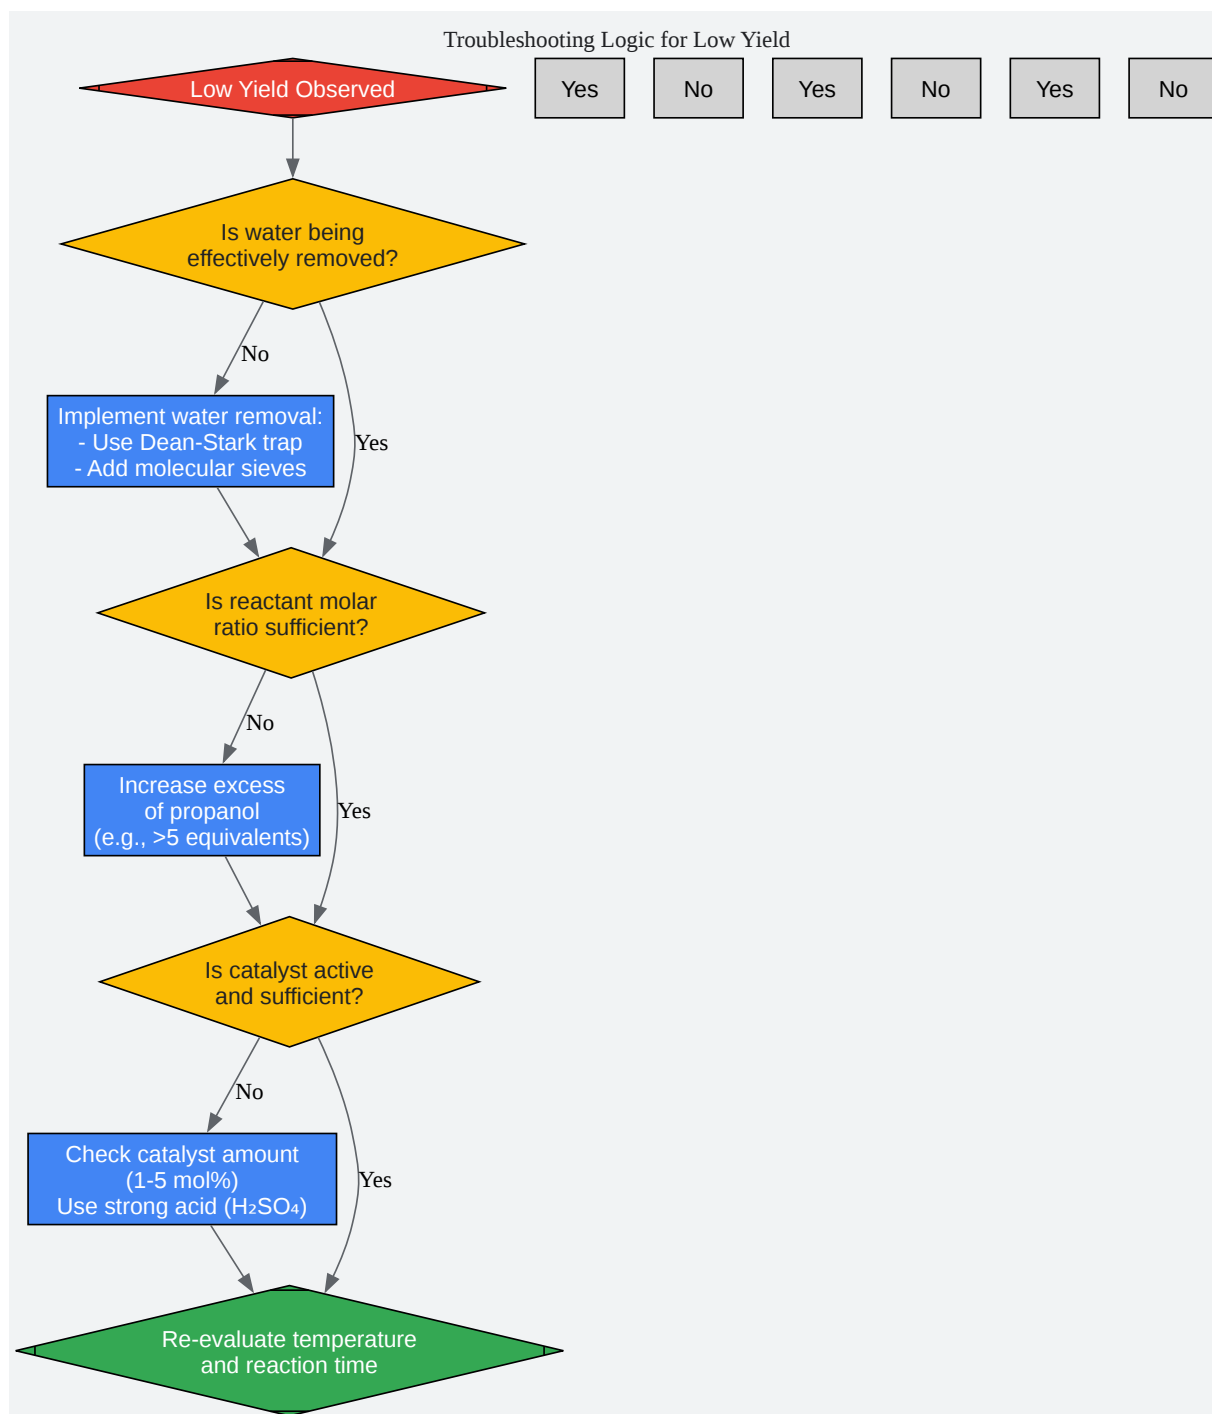 Troubleshooting Logic for Low Yield
Low Yield Observed
Yes
No
Yes
No
Yes
No
Is water being
effectively removed?
No
Implement water removal:
- Use Dean-Stark trap
- Add molecular sieves
Yes
Is reactant molar
ratio sufficient?
No
Increase excess
of propanol
(e.g., >5 equivalents)
Yes
Is catalyst active
and sufficient?
No
Check catalyst amount
(1-5 mol%)
Use strong acid (H₂SO₄)
Yes
Re-evaluate temperature
and reaction time